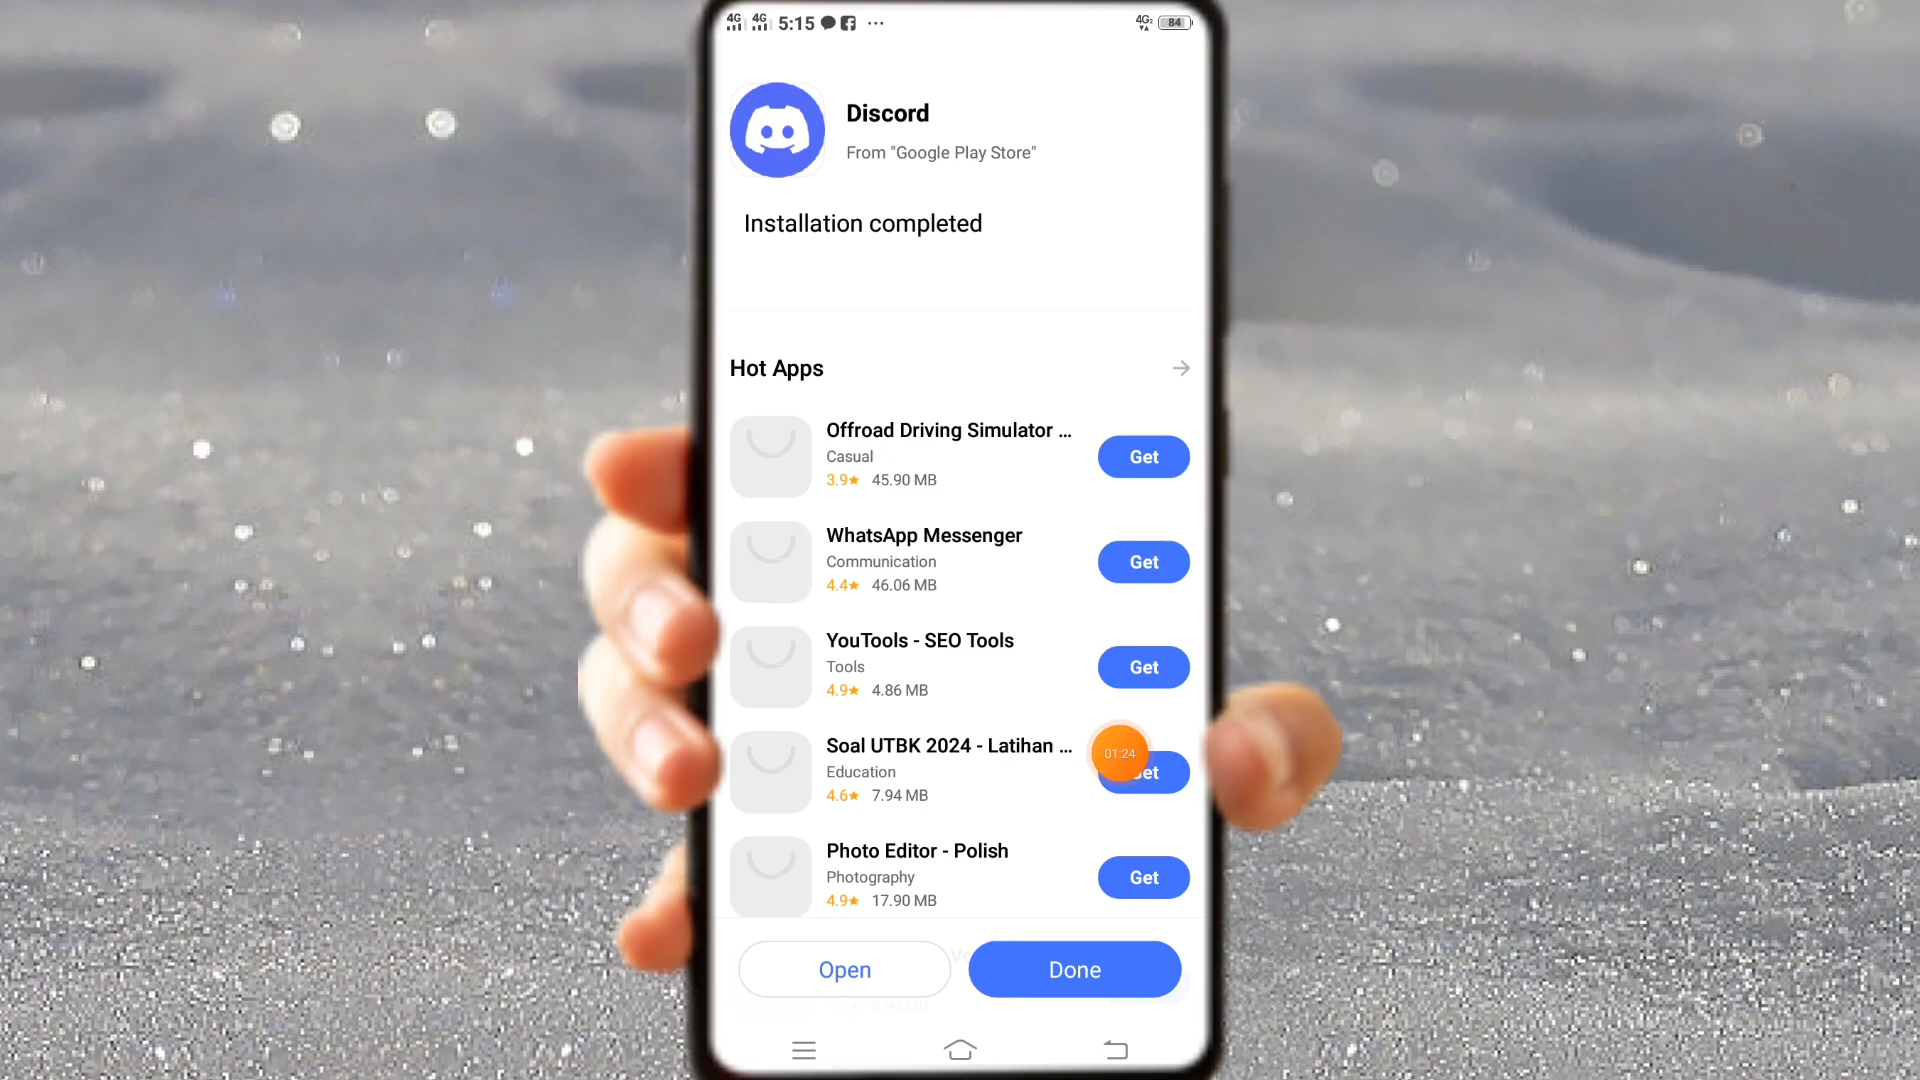 4G 4G 5:15 ... 4G2 84
Discord
From "Google Play Store"
Installation completed
Hot Apps
Offroad Driving Simulator ...
Casual
3.9★ 45.90 MB
Get
WhatsApp Messenger
Communication
4.4★ 46.06 MB
Get
YouTools - SEO Tools
Tools
4.9★ 4.86 MB
Get
Soal UTBK 2024 - Latihan ...
Education
4.6★ 7.94 MB
01:24
Photo Editor - Polish
Photography
4.9★ 17.90 MB
Get
Open
Done